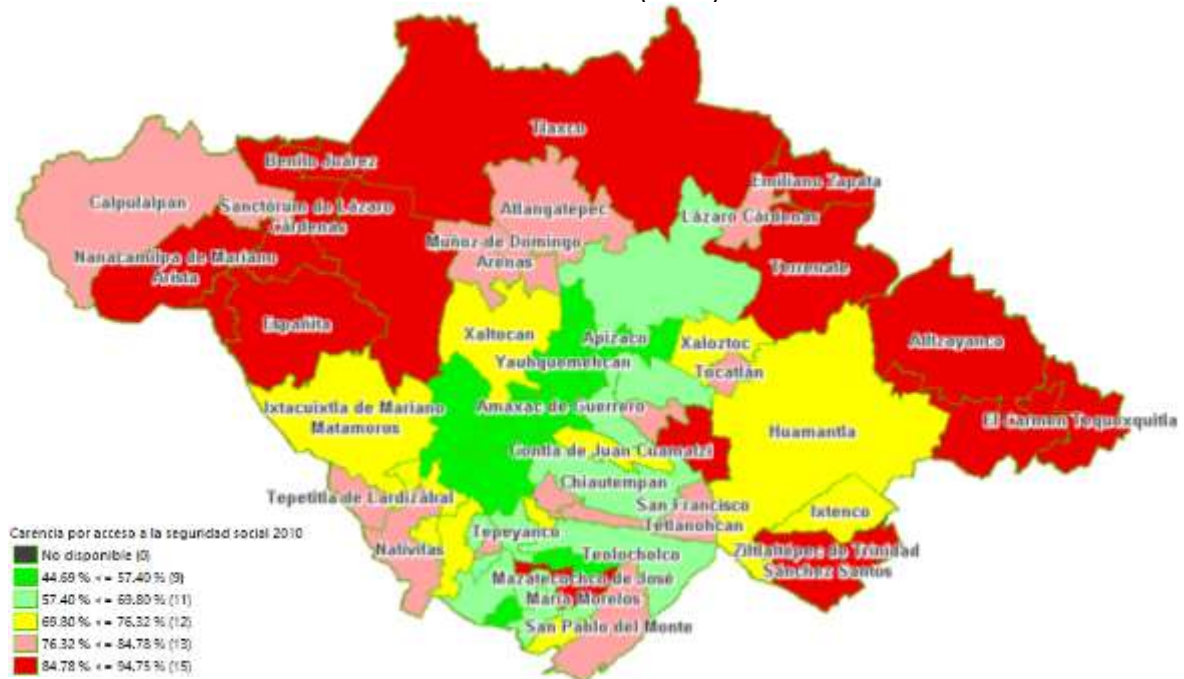 Tlaxco
Benito Juárez
Emiliano Zapata
Calpulalpan
Sanctórum de Lázaro
Cárdenas
Atlangatepec
Lázaro Cárdenas
Muñoz de Domingo
Arenas
Nanacamilpa de Mariano
Arista
Terrenate
Españita
Xaltocan
Apizaco
Xaloztoc
Altzayanca
Yauhquemehcan
Tocatlán
Ixtacuixtla de Mariano
Matamoros
Amaxac de Guerrero
El Carmen Tequexquitla
Huamantla
Contla de Juan Cuamatzi
Chiautempan
Tepetitla de Lardizábal
San Francisco
Tetlanohcan
Ixtenco
Tepeyanco
Nativitas
Teolocholco
Ziltlaltépec de Trinidad
Sánchez Santos
Mazatecochco de José
María Morelos
San Pablo del Monte
Carencia por acceso a la seguridad social 2010
No disponible (0)
44.69 % <= 57.40 % (9)
57.40 % <= 69.80 % (11)
69.80 % <= 76.32 % (12)
76.32 % <= 84.78 % (13)
84.78 % <= 94.75 % (15)